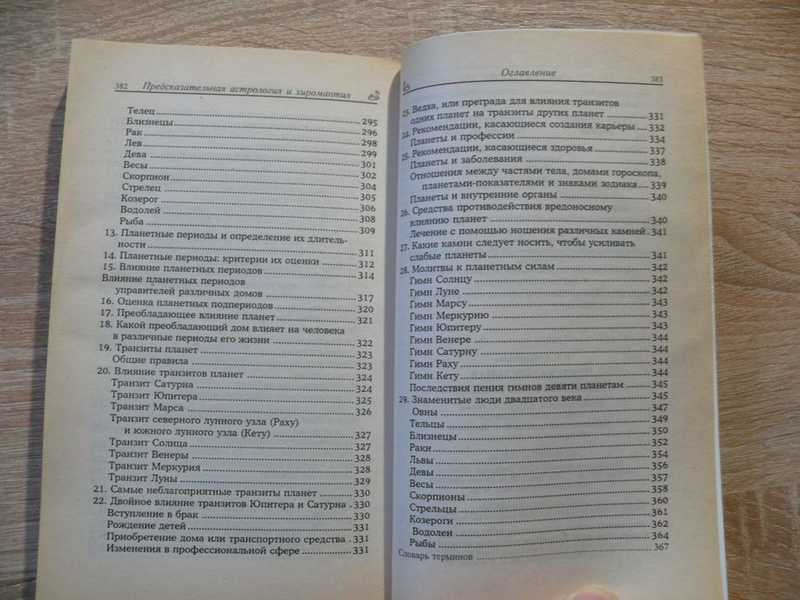 382 Предсказательная астрология и хиромантия
Телец ........ 295
Близнецы ........ 296
Рак ........ 298
Лев ........ 299
Дева ........ 301
Весы ........ 302
Скорпион ........ 304
Стрелец ........ 305
Козерог ........ 306
Водолей ........ 308
Рыба ........ 309
13. Планетные периоды и определение их длитель-
ности ........ 311
14. Планетные периоды: критерии их оценки ........ 312
15. Влияние планетных периодов ........ 314
Влияние планетных периодов
управителей различных домов ........ 317
16. Оценка планетных подпериодов ........ 320
17. Преобладающее влияние планет ........ 321
18. Какой преобладающий дом влияет на человека
в различные периоды его жизни ........ 322
19. Транзиты планет ........ 323
Общие правила ........ 323
20. Влияние транзитов планет ........ 324
Транзит Сатурна ........ 324
Транзит Юпитера ........ 325
Транзит Марса ........ 326
Транзит северного лунного узла (Раху)
и южного лунного узла (Кету) ........ 327
Транзит Солнца ........ 327
Транзит Венеры ........ 328
Транзит Меркурия ........ 328
Транзит Луны ........ 329
21. Самые неблагоприятные транзиты планет ........ 330
22. Двойное влияние транзитов Юпитера и Сатурна . 330
Вступление в брак ........ 330
Рождение детей ........ 331
Приобретение дома или транспортного средства . 331
Изменения в профессиональной сфере ........ 331
Оглавление 383
23. Ведха, или преграда для влияния транзитов
одних планет на транзиты других планет ........ 331
24. Рекомендации, касающиеся создания карьеры ........ 332
Планеты и профессии ........ 334
25. Рекомендации, касающиеся здоровья ........ 337
Планеты и заболевания ........ 338
Отношения между частями тела, домами гороскопа,
планетами-показателями и знаками зодиака ........ 339
Планеты и внутренние органы ........ 340
26. Средства противодействия вредоносному
влиянию планет ........ 340
Лечение с помощью ношения различных камней . 341
27. Какие камни следует носить, чтобы усиливать
слабые планеты ........ 341
28. Молитвы к планетным силам ........ 342
Гимн Солнцу ........ 342
Гимн Луне ........ 342
Гимн Марсу ........ 343
Гимн Меркурию ........ 343
Гимн Юпитеру ........ 343
Гимн Венере ........ 344
Гимн Сатурну ........ 344
Гимн Раху ........ 344
Гимн Кету ........ 344
Последствия пения гимнов девяти планетам ........ 345
29. Знаменитые люди двадцатого века ........ 345
Овны ........ 347
Тельцы ........ 349
Близнецы ........ 350
Раки ........ 352
Львы ........ 354
Девы ........ 356
Весы ........ 357
Скорпионы ........ 358
Стрельцы ........ 360
Козероги ........ 361
Водолеи ........ 362
Рыбы ........ 364
Словарь терминов ........ 367